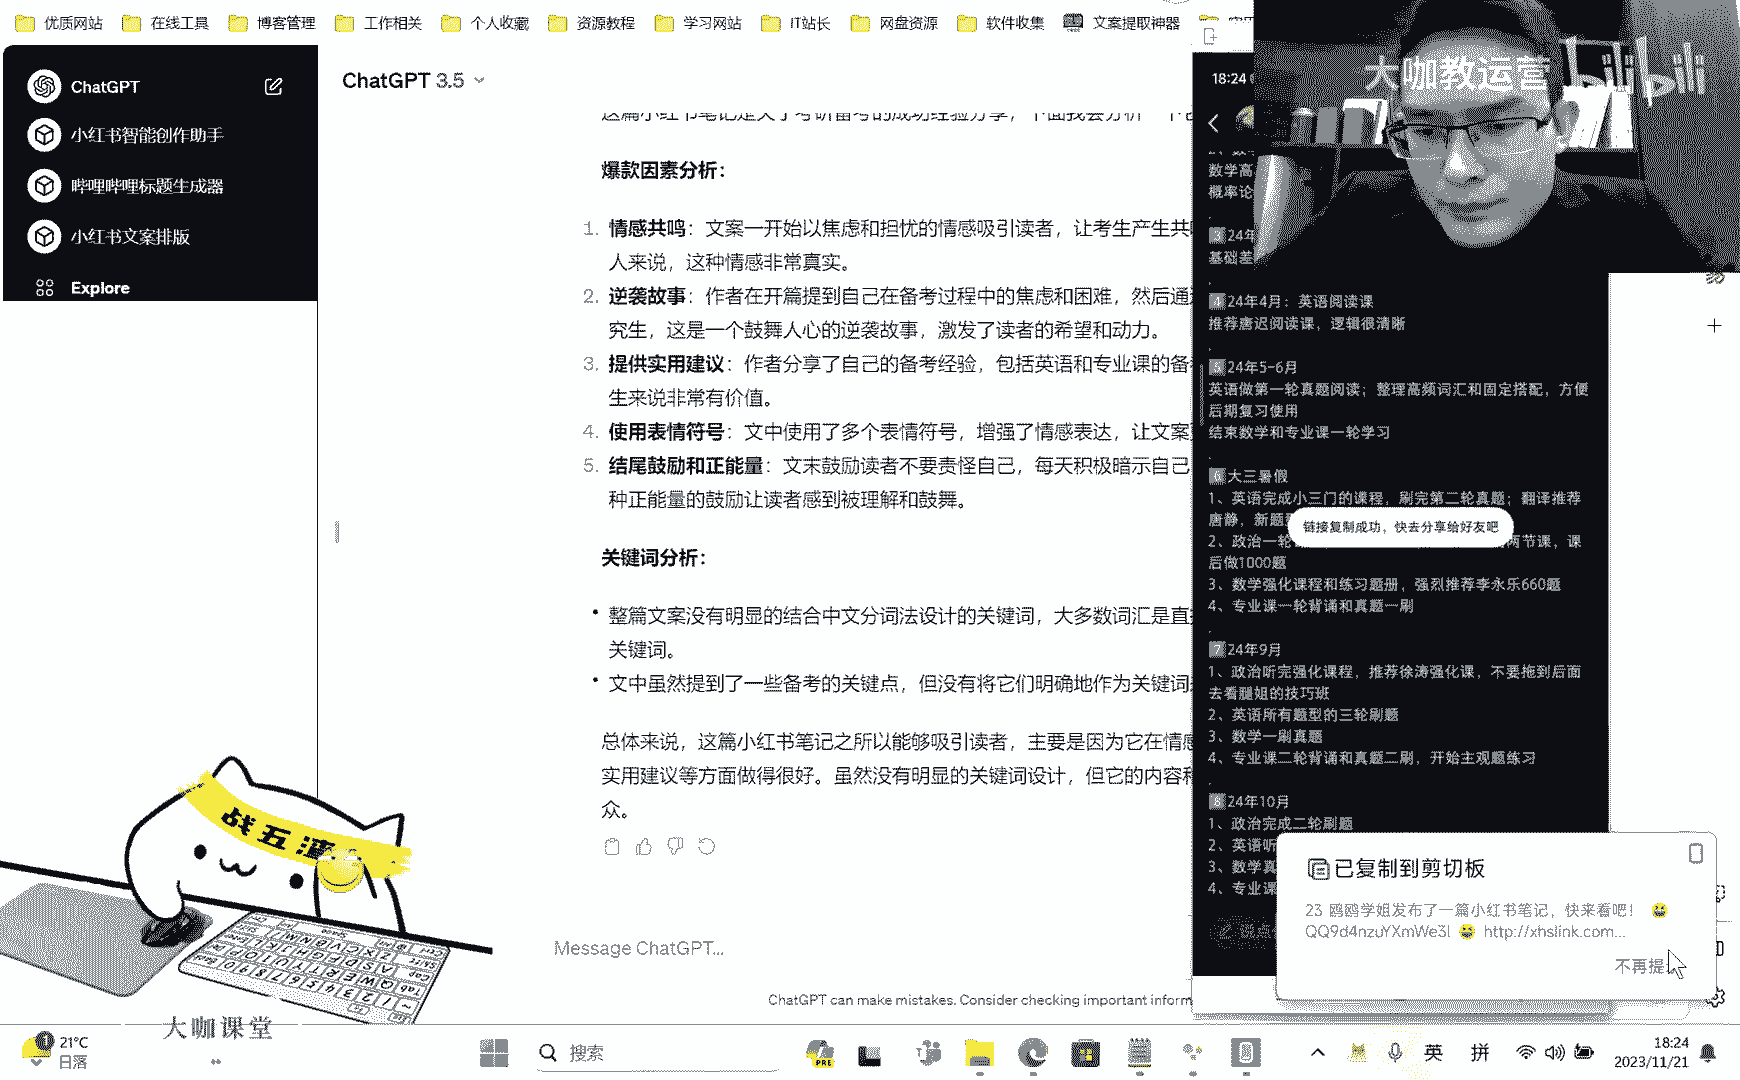 优质网站
在线工具
博客管理
工作相关
个人收藏
资源教程
学习网站
IT站长
网盘资源
软件收集
文案提取神器
ChatGPT
小红书智能创作助手
哔哩哔哩标题生成器
小红书文案排版
Explore
ChatGPT 3.5
爆款因素分析：
1. 情感共鸣：文案一开始以焦虑和担忧的情感吸引读者，让考生产生共
人来说，这种情感非常真实。
2. 逆袭故事：作者在开篇提到自己在备考过程中的焦虑和困难，然后通
究生，这是一个鼓舞人心的逆袭故事，激发了读者的希望和动力。
3. 提供实用建议：作者分享了自己的备考经验，包括英语和专业课的备
生来说非常有价值。
4. 使用表情符号：文中使用了多个表情符号，增强了情感表达，让文案
5. 结尾鼓励和正能量：文末鼓励读者不要责怪自己，每天积极暗示自己
种正能量的鼓励让读者感到被理解和鼓舞。
关键词分析：
• 整篇文案没有明显的结合中文分词法设计的关键词，大多数词汇是直
关键词。
• 文中虽然提到了一些备考的关键点，但没有将它们明确地作为关键词
总体来说，这篇小红书笔记之所以能够吸引读者，主要是因为它在情感
实用建议等方面做得很好。虽然没有明显的关键词设计，但它的内容和
众。
Message ChatGPT...
ChatGPT can make mistakes. Consider checking important inform
18:24
大咖教运营
bilibili
数学高
概率论
3 24年
基础差
4 24年4月：英语阅读课
推荐唐迟阅读课，逻辑很清晰
5 24年5-6月
英语做第一轮真题阅读；整理高频词汇和固定搭配，方便
后期复习使用
结束数学和专业课一轮学习
6 大三暑假
1、英语完成小三门的课程，刷完第二轮真题；翻译推荐
唐静，新题
链接复制成功，快去分享给好友吧
2、政治一轮
两节课，课
后做1000题
3、数学强化课程和练习题册，强烈推荐李永乐660题
4、专业课一轮背诵和真题一刷
7 24年9月
1、政治听完强化课程，推荐徐涛强化课，不要拖到后面
去看腿姐的技巧班
2、英语所有题型的三轮刷题
3、数学一刷真题
4、专业课二轮背诵和真题二刷，开始主观题练习
8 24年10月
1、政治完成二轮刷题
2、英语听
3、数学真
4、专业课
已复制到剪切板
23 鸥鸥学姐发布了一篇小红书笔记，快来看吧！ 😆
QQ9d4nzuYXmWe3l 😆 http://xhslink.com...
不再提
大咖课堂
21°C
日落
搜索
英
拼
18:24
2023/11/21